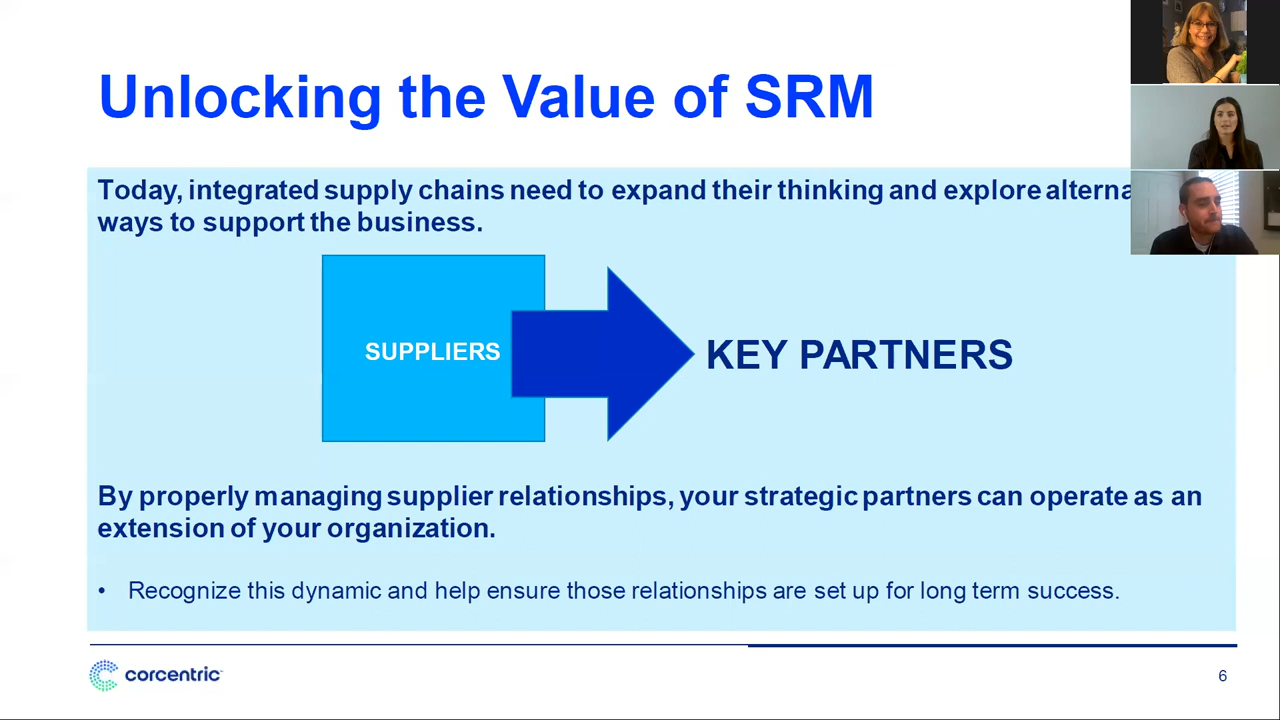 Unlocking the Value of SRM
Today, integrated supply chains need to expand their thinking and explore
ways to support the business.
SUPPLIERS
KEY PARTNERS
By properly managing supplier relationships, your strategic partners can operate as an
extension of your organization.
• Recognize this dynamic and help ensure those relationships are set up for long term success.
corcentric
6